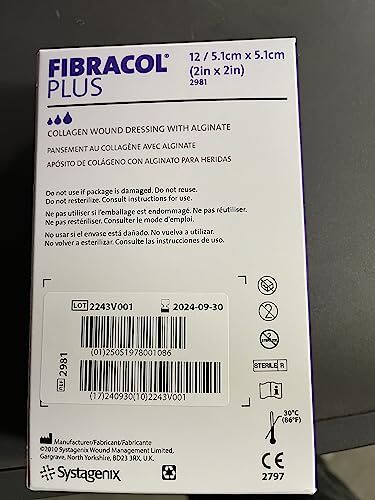 FIBRACOL®
PLUS
12 / 5.1cm x 5.1cm
(2in x 2in)
2981
COLLAGEN WOUND DRESSING WITH ALGINATE
PANSEMENT AU COLLAGÈNE AVEC ALGINATE
APÓSITO DE COLÁGENO CON ALGINATO PARA HERIDAS
Do not use if package is damaged. Do not reuse.
Do not resterilize. Consult instructions for use.
Ne pas utiliser si l'emballage est endommagé. Ne pas réutiliser.
Ne pas restériliser. Consulter le mode d'emploi.
No usar si el envase está dañado. No vuelva a utilizar.
No volver a esterilizar. Consulte las instrucciones de uso.
LOT 2243V001
2024-09-30
(01)25051978001086
REF 2981
(17)240930(10)2243V001
2
STERILE R
i
30°C
(86°F)
Manufacturer/Fabricant/Fabricante
©2010 Systagenix Wound Management Limited,
Gargrave, North Yorkshire, BD23 3RX, U.K.
Systagenix
CE
2797